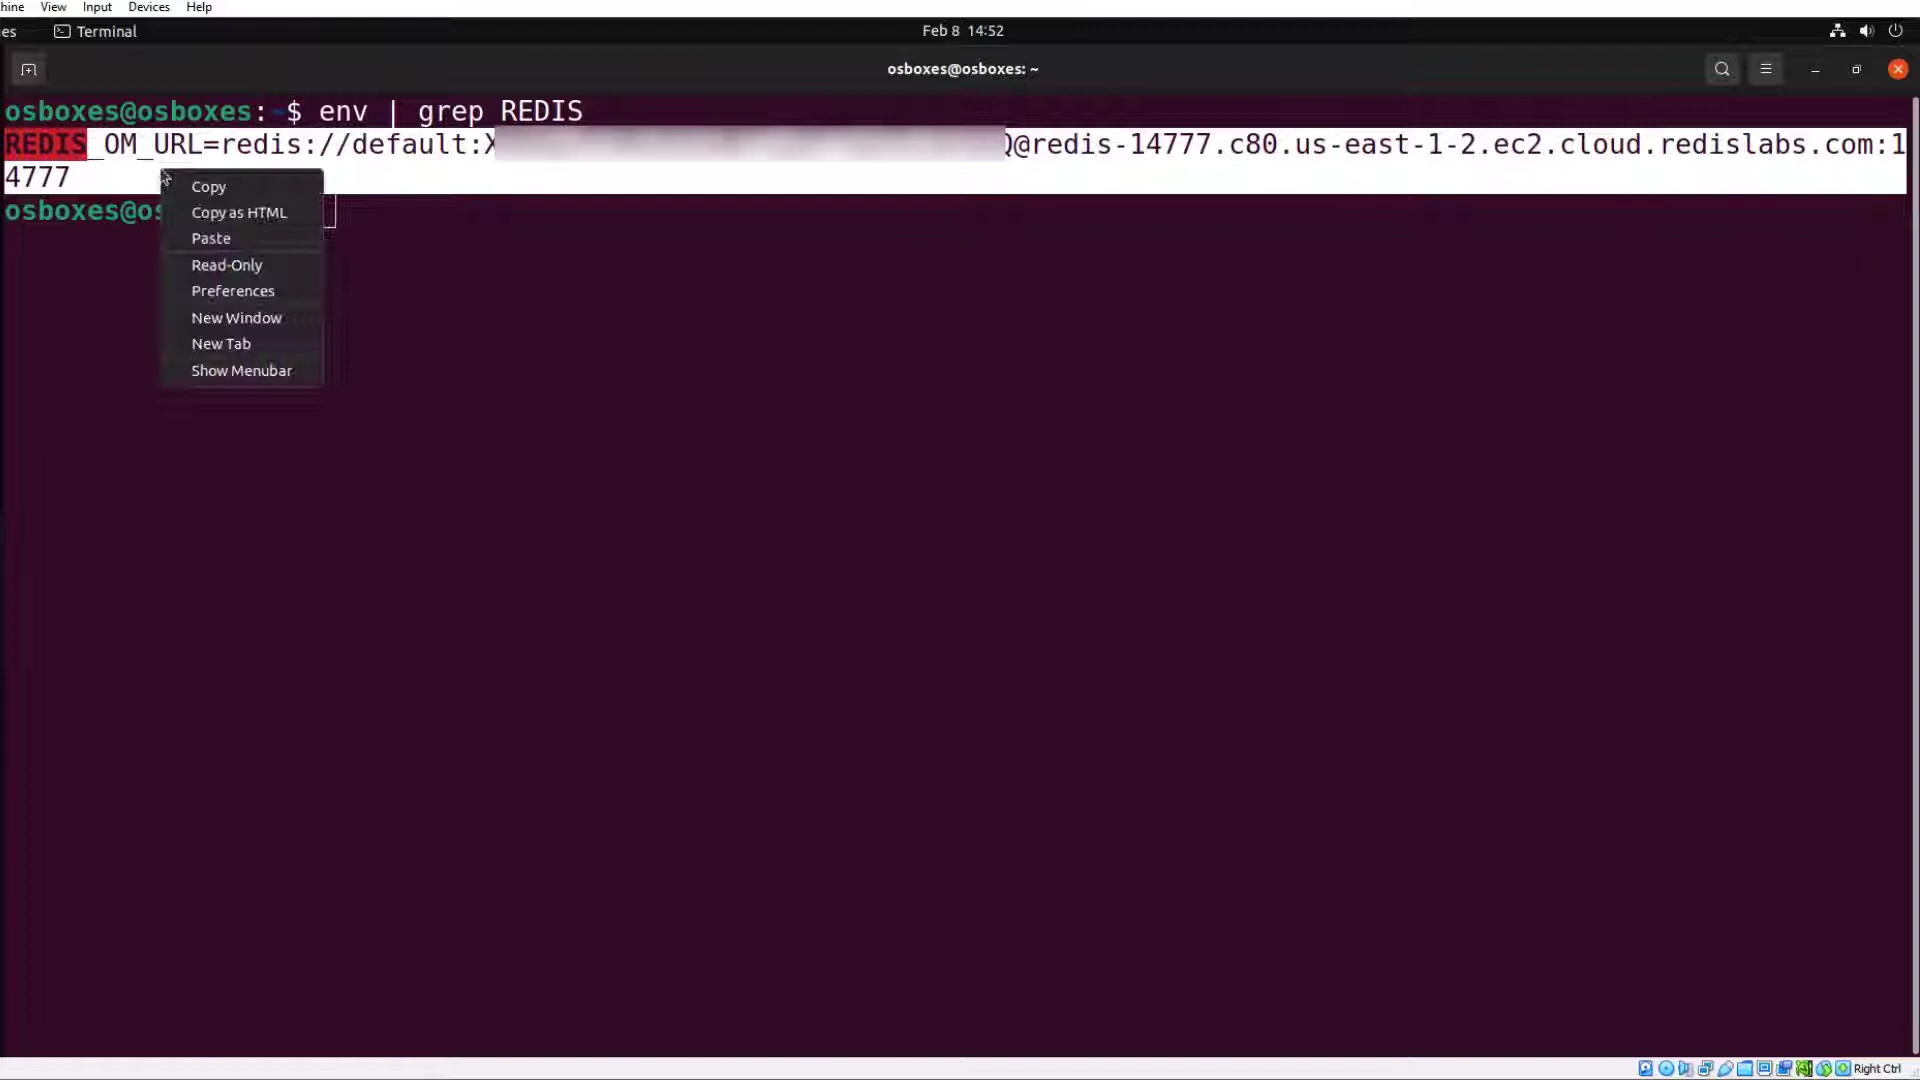 hine View Input Devices Help
es Terminal Feb 8 14:52
osboxes@osboxes: ~
osboxes@osboxes:~$ env | grep REDIS
REDIS_OM_URL=redis://default:X Q@redis-14777.c80.us-east-1-2.ec2.cloud.redislabs.com:1
4777
osboxes@os
Copy
Copy as HTML
Paste
Read-Only
Preferences
New Window
New Tab
Show Menubar
Right Ctrl